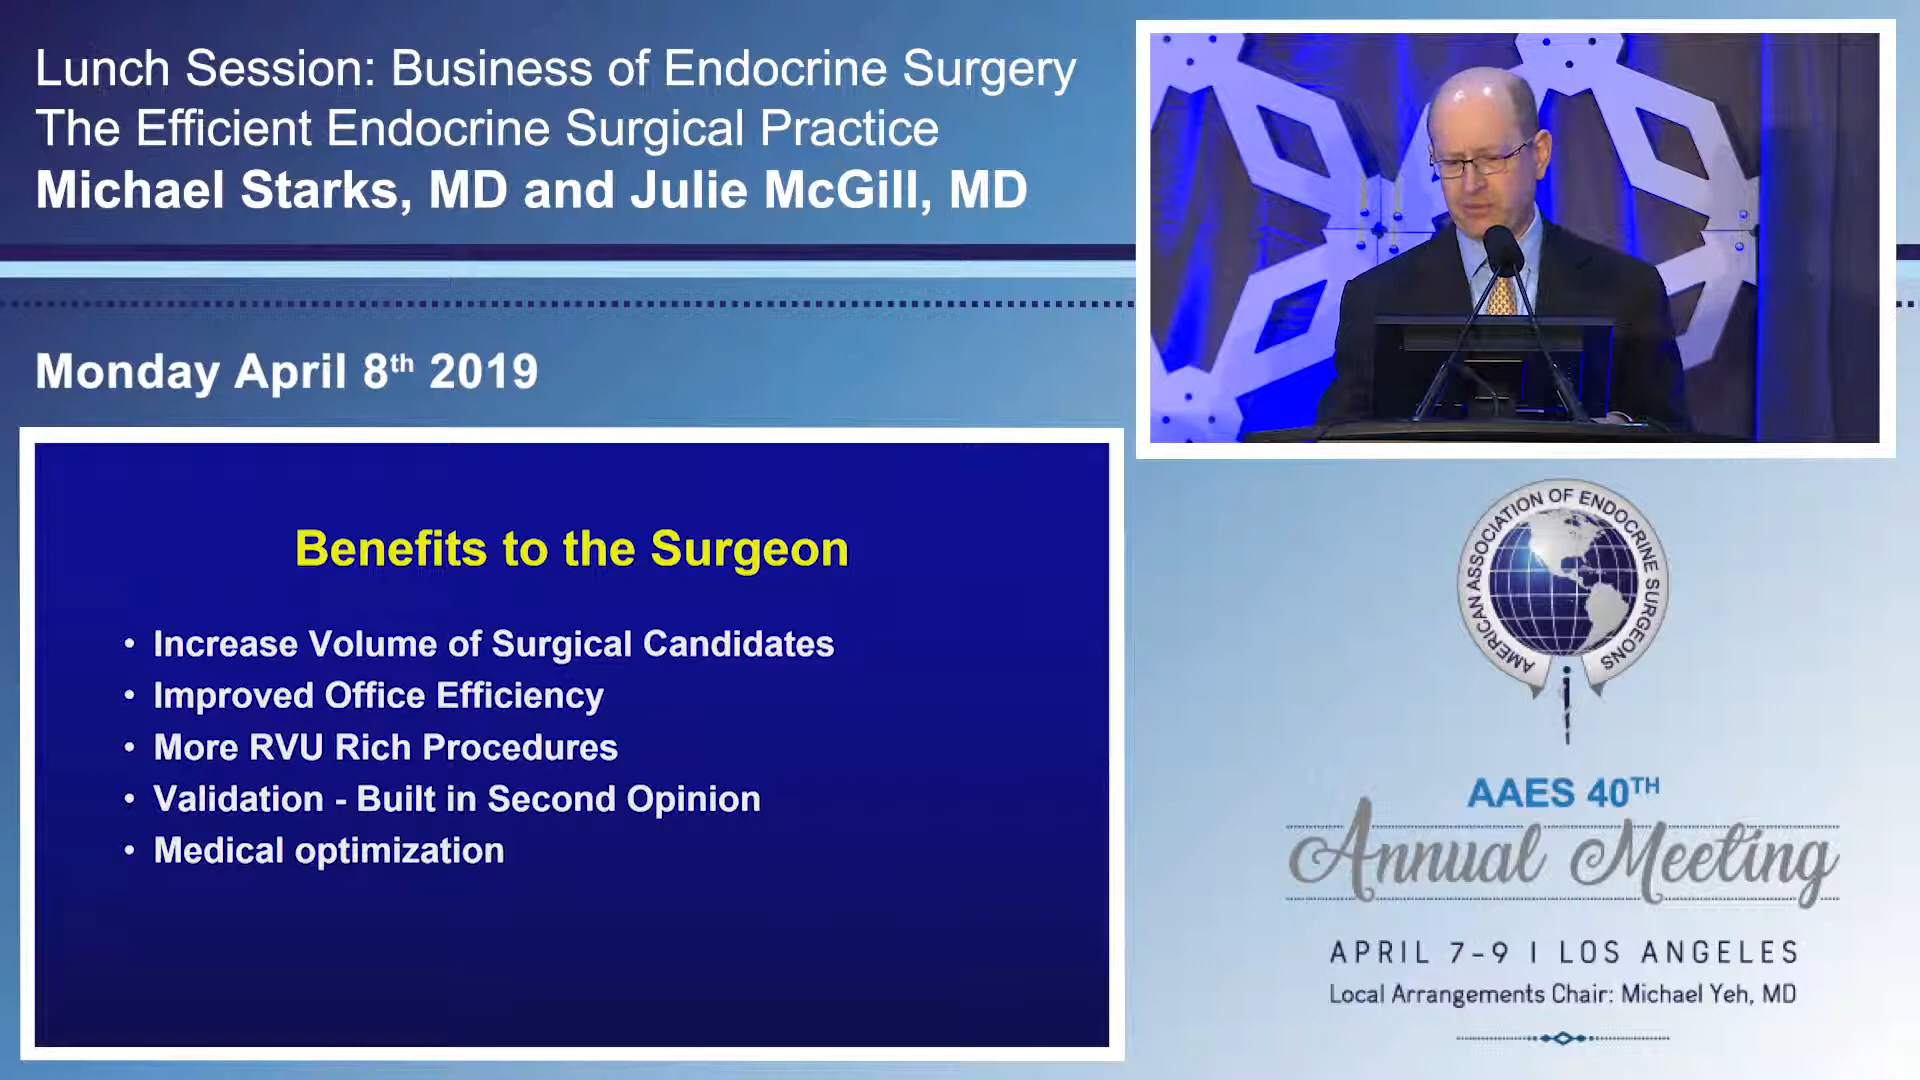 Lunch Session: Business of Endocrine Surgery
The Efficient Endocrine Surgical Practice
Michael Starks, MD and Julie McGill, MD
Monday April 8th 2019
Benefits to the Surgeon
• Increase Volume of Surgical Candidates
• Improved Office Efficiency
• More RVU Rich Procedures
• Validation - Built in Second Opinion
• Medical optimization
AMERICAN ASSOCIATION OF ENDOCRINE SURGEONS
AAES 40TH
Annual Meeting
APRIL 7-9 | LOS ANGELES
Local Arrangements Chair: Michael Yeh, MD